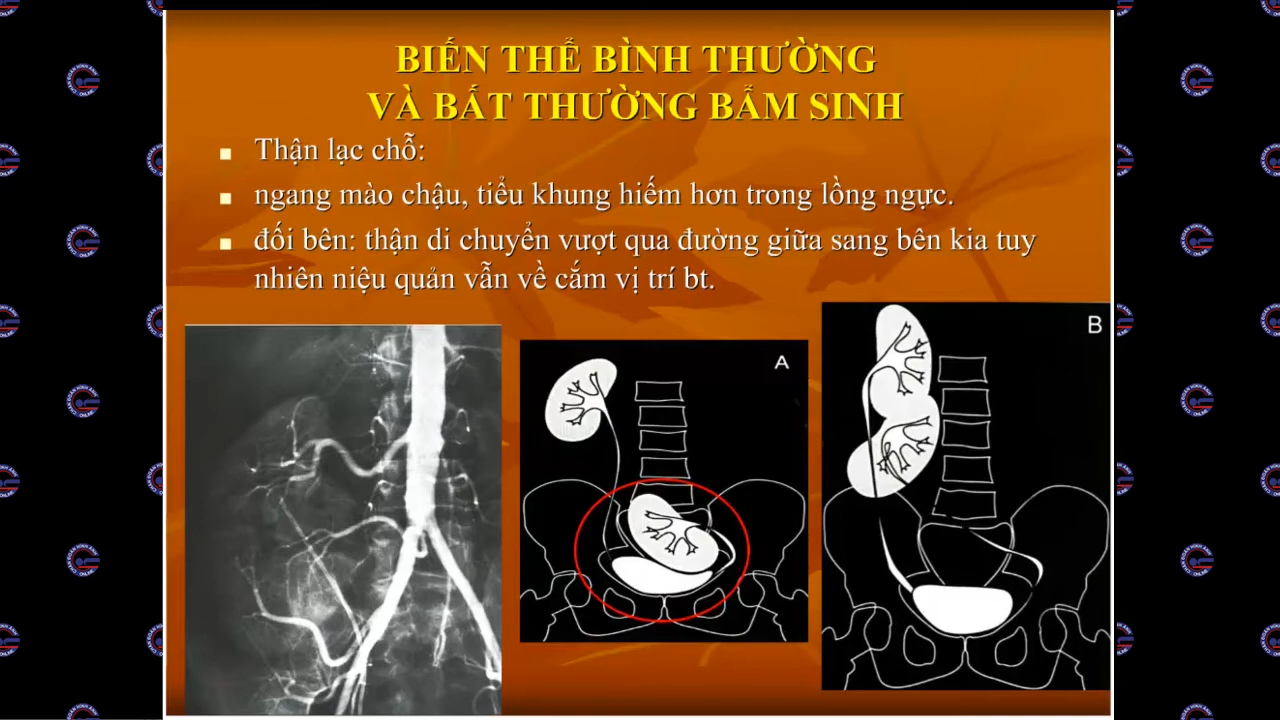 BIẾN THỂ BÌNH THƯỜNG
VÀ BẤT THƯỜNG BẨM SINH
Thận lạc chỗ:
ngang mào chậu, tiểu khung hiếm hơn trong lồng ngực.
đối bên: thận di chuyển vượt qua đường giữa sang bên kia tuy
nhiên niệu quản vẫn về cắm vị trí bt.
A
B